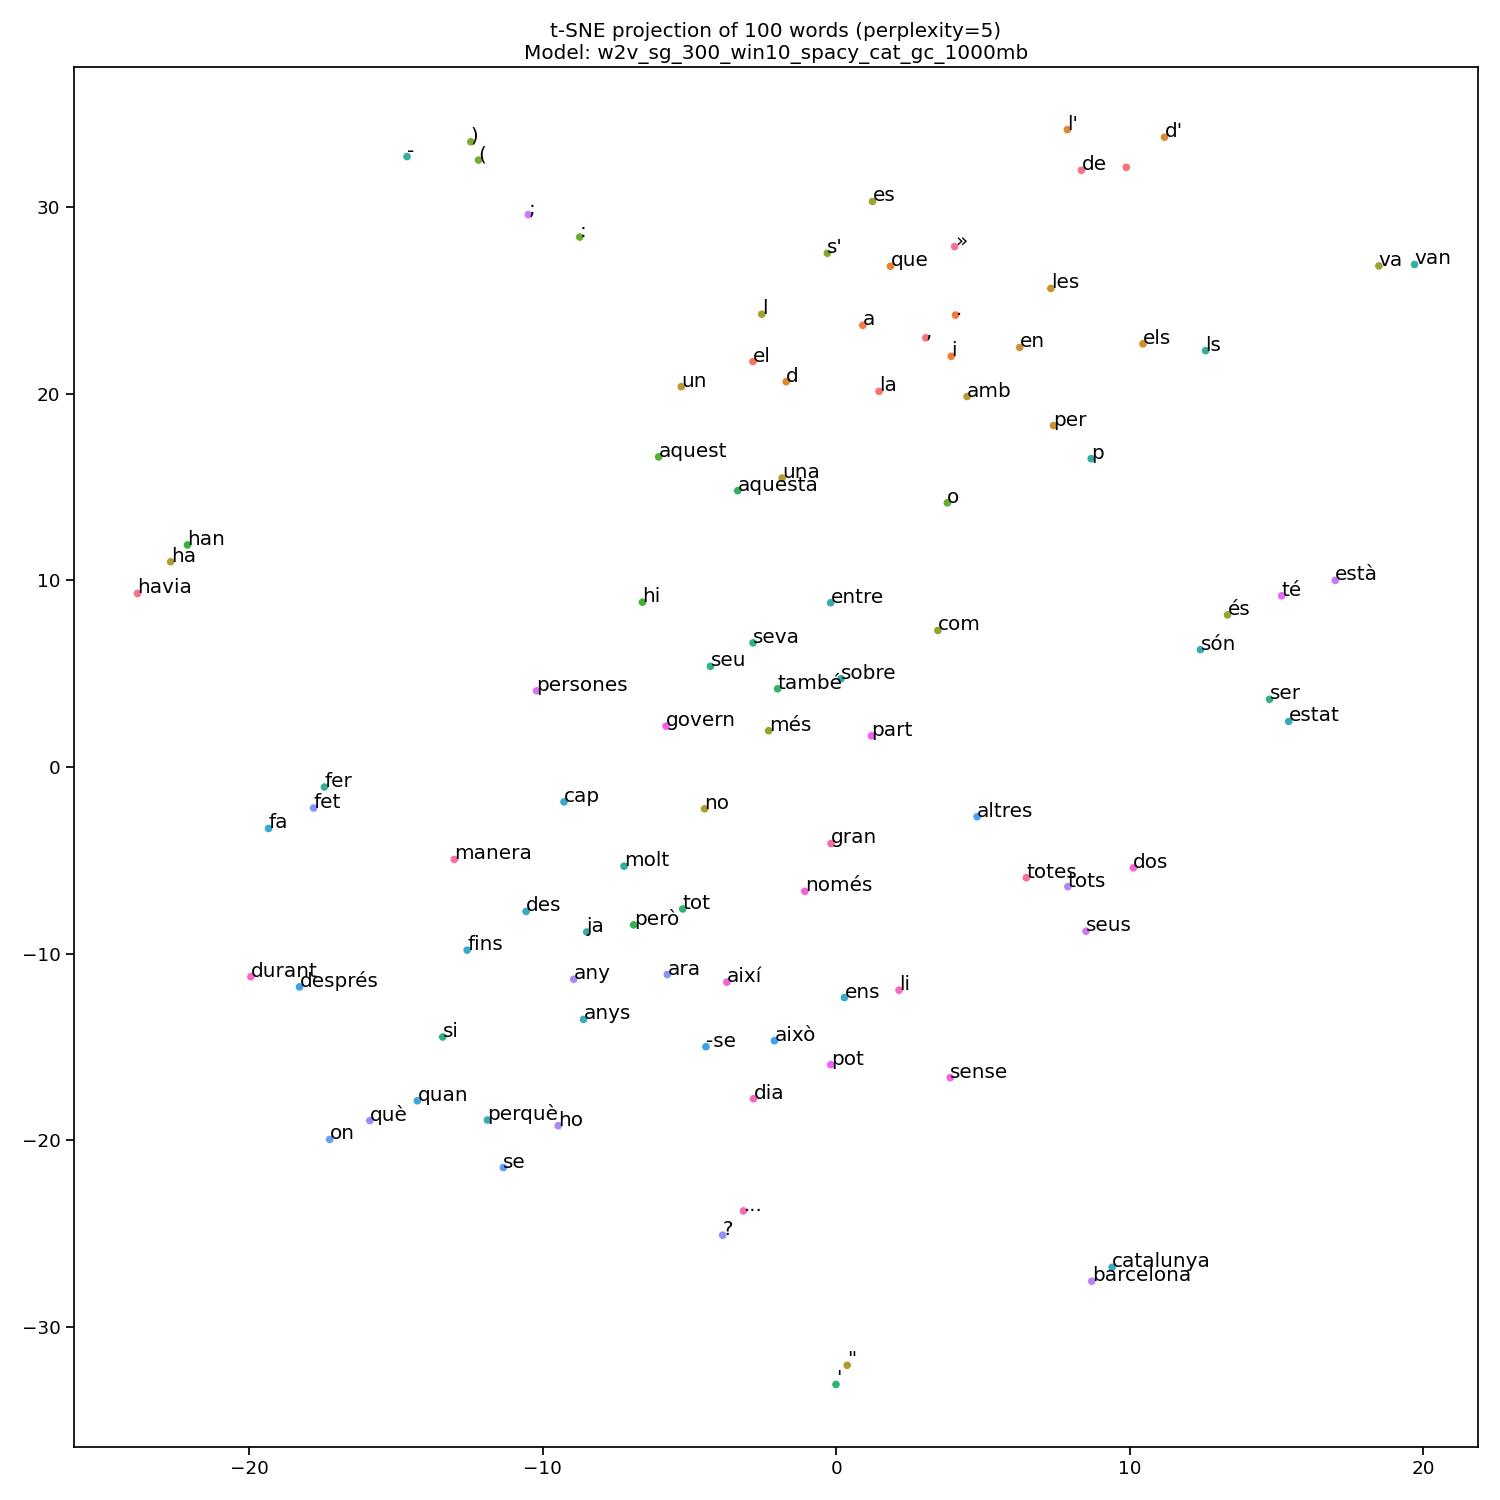 t-SNE projection of 100 words (perplexity=5)
Model: w2v_sg_300_win10_spacy_cat_gc_1000mb
l'
d'
)
-
(
de
es
;
:
s'
»
que
va
van
les
l
a
.
,
i
en
els
ls
el
un
d
la
amb
per
aquest
p
una
aquesta
o
han
ha
havia
hi
entre
està
té
és
com
seva
són
seu
sobre
també
persones
ser
estat
govern
més
part
fer
fet
fa
cap
no
altres
gran
manera
molt
totes
tots
dos
només
des
tot
però
ja
seus
fins
durant
després
any
ara
així
li
ens
anys
si
-se
això
pot
sense
dia
quan
què
perquè
ho
on
se
...
?
catalunya
barcelona
"
'
30
20
10
0
−10
−20
−30
−20
−10
0
10
20